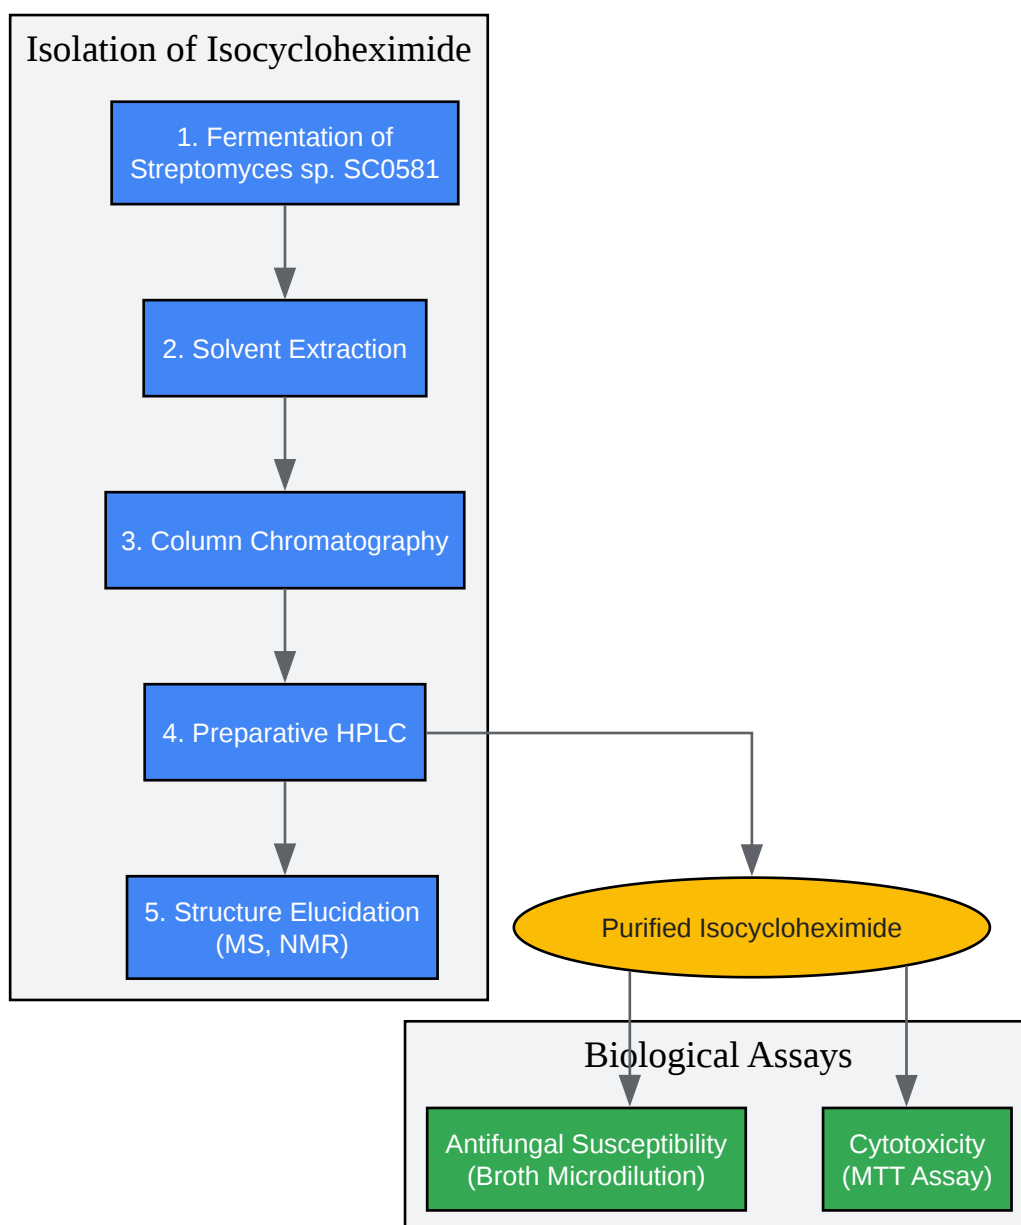 Isolation of Isocycloheximide
1. Fermentation of
Streptomyces sp. SC0581
2. Solvent Extraction
3. Column Chromatography
4. Preparative HPLC
5. Structure Elucidation
(MS, NMR)
Purified Isocycloheximide
Biological Assays
Antifungal Susceptibility
(Broth Microdilution)
Cytotoxicity
(MTT Assay)